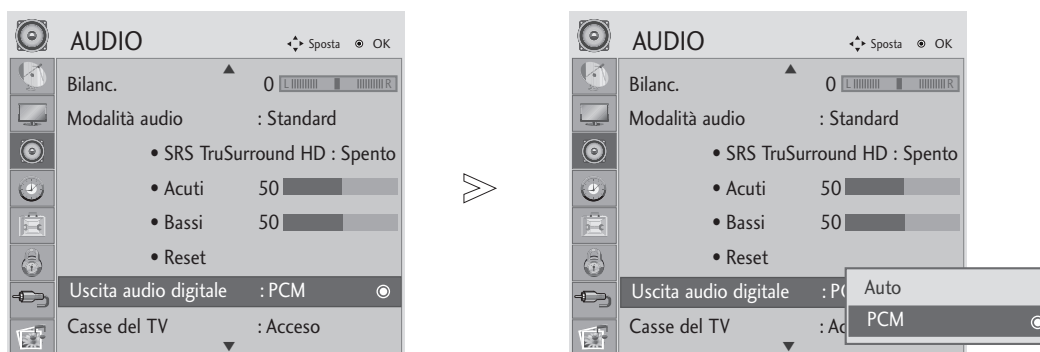 AUDIO Sposta OK
Bilanc. 0 L R
Modalità audio : Standard
• SRS TruSurround HD : Spento
• Acuti 50
• Bassi 50
• Reset
Uscita audio digitale : PCM
Casse del TV : Acceso
AUDIO Sposta OK
Bilanc. 0 L R
Modalità audio : Standard
• SRS TruSurround HD : Spento
• Acuti 50
• Bassi 50
• Reset
Uscita audio digitale : PC
Casse del TV : Ac
Auto
PCM